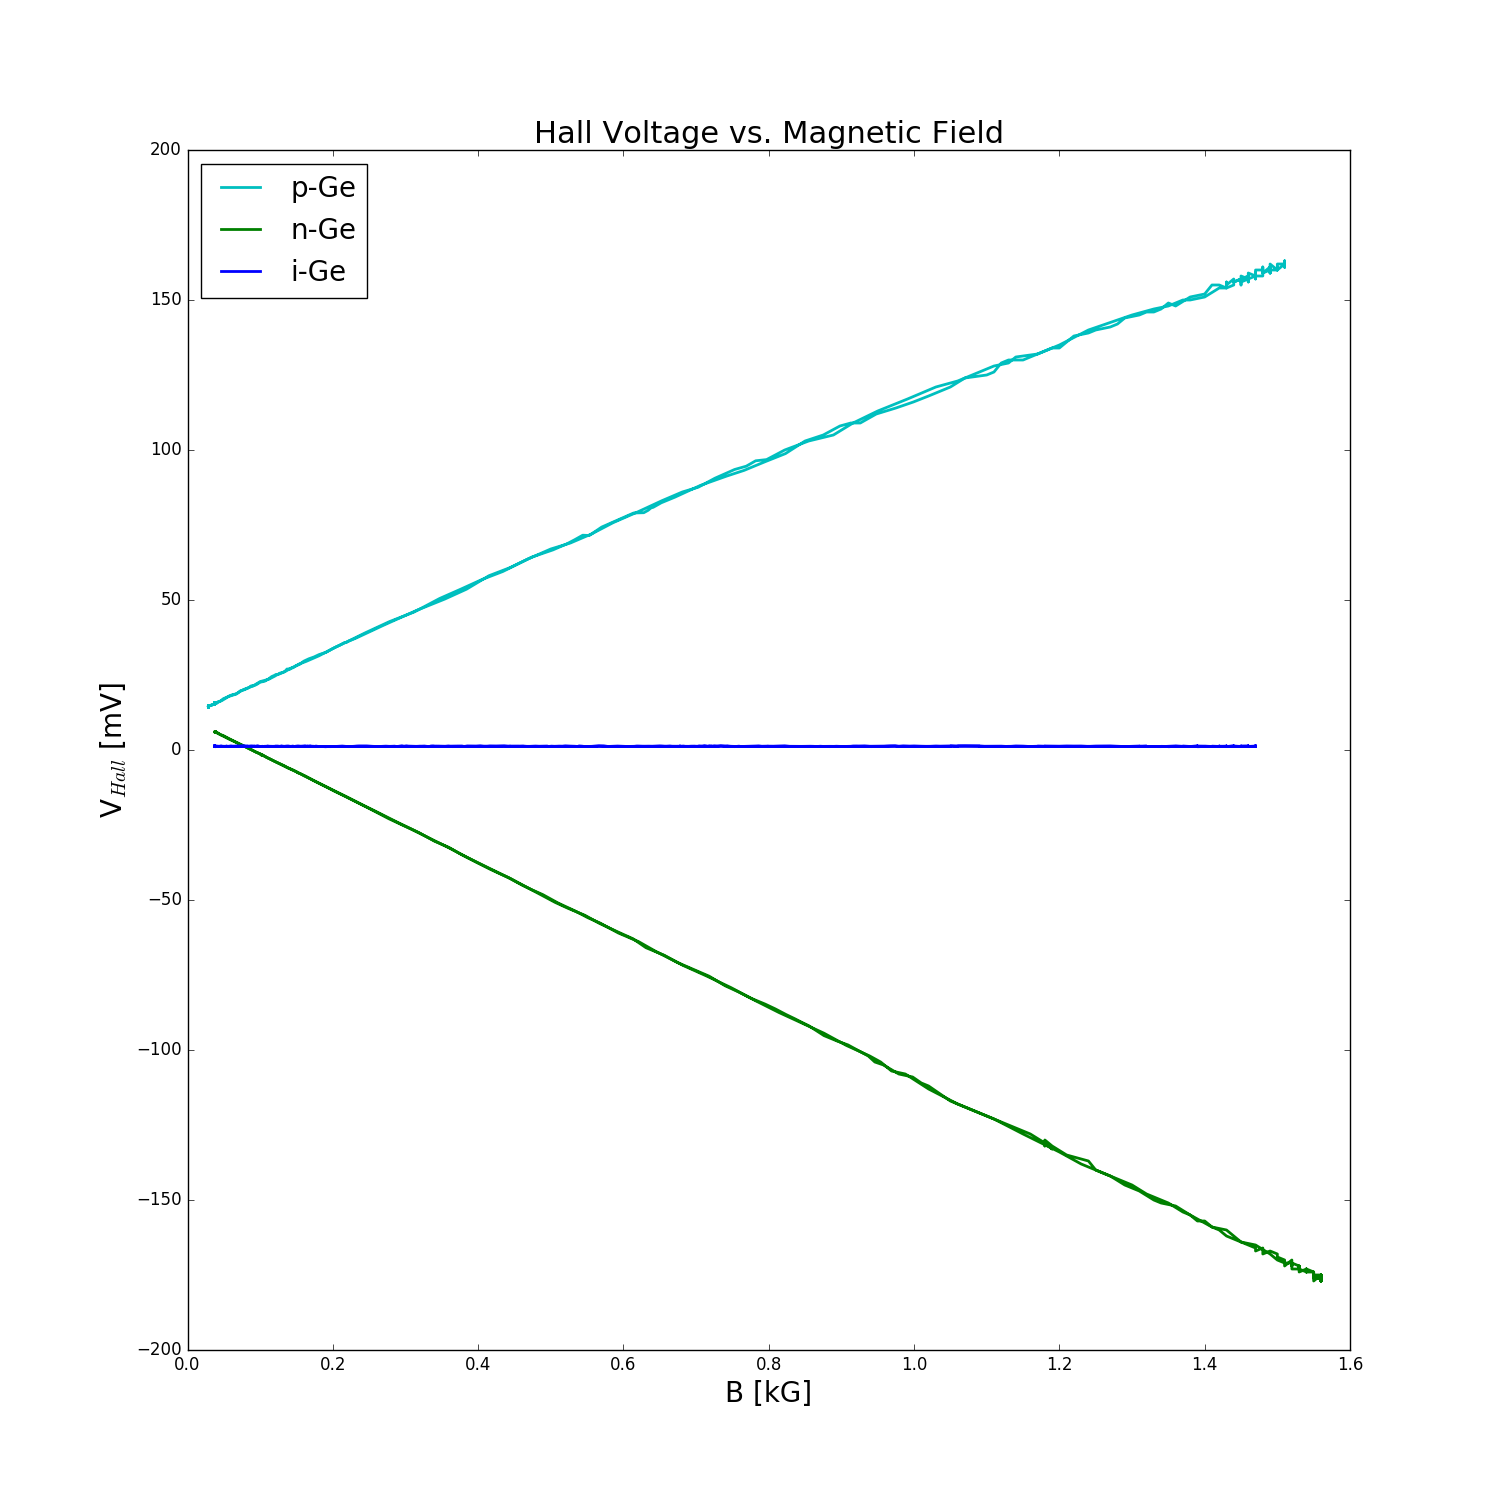 Hall Voltage vs. Magnetic Field
p-Ge
n-Ge
i-Ge
200
150
100
50
0
−50
−100
−150
−200
V_Hall [mV]
0.0 0.2 0.4 0.6 0.8 1.0 1.2 1.4 1.6
B [kG]